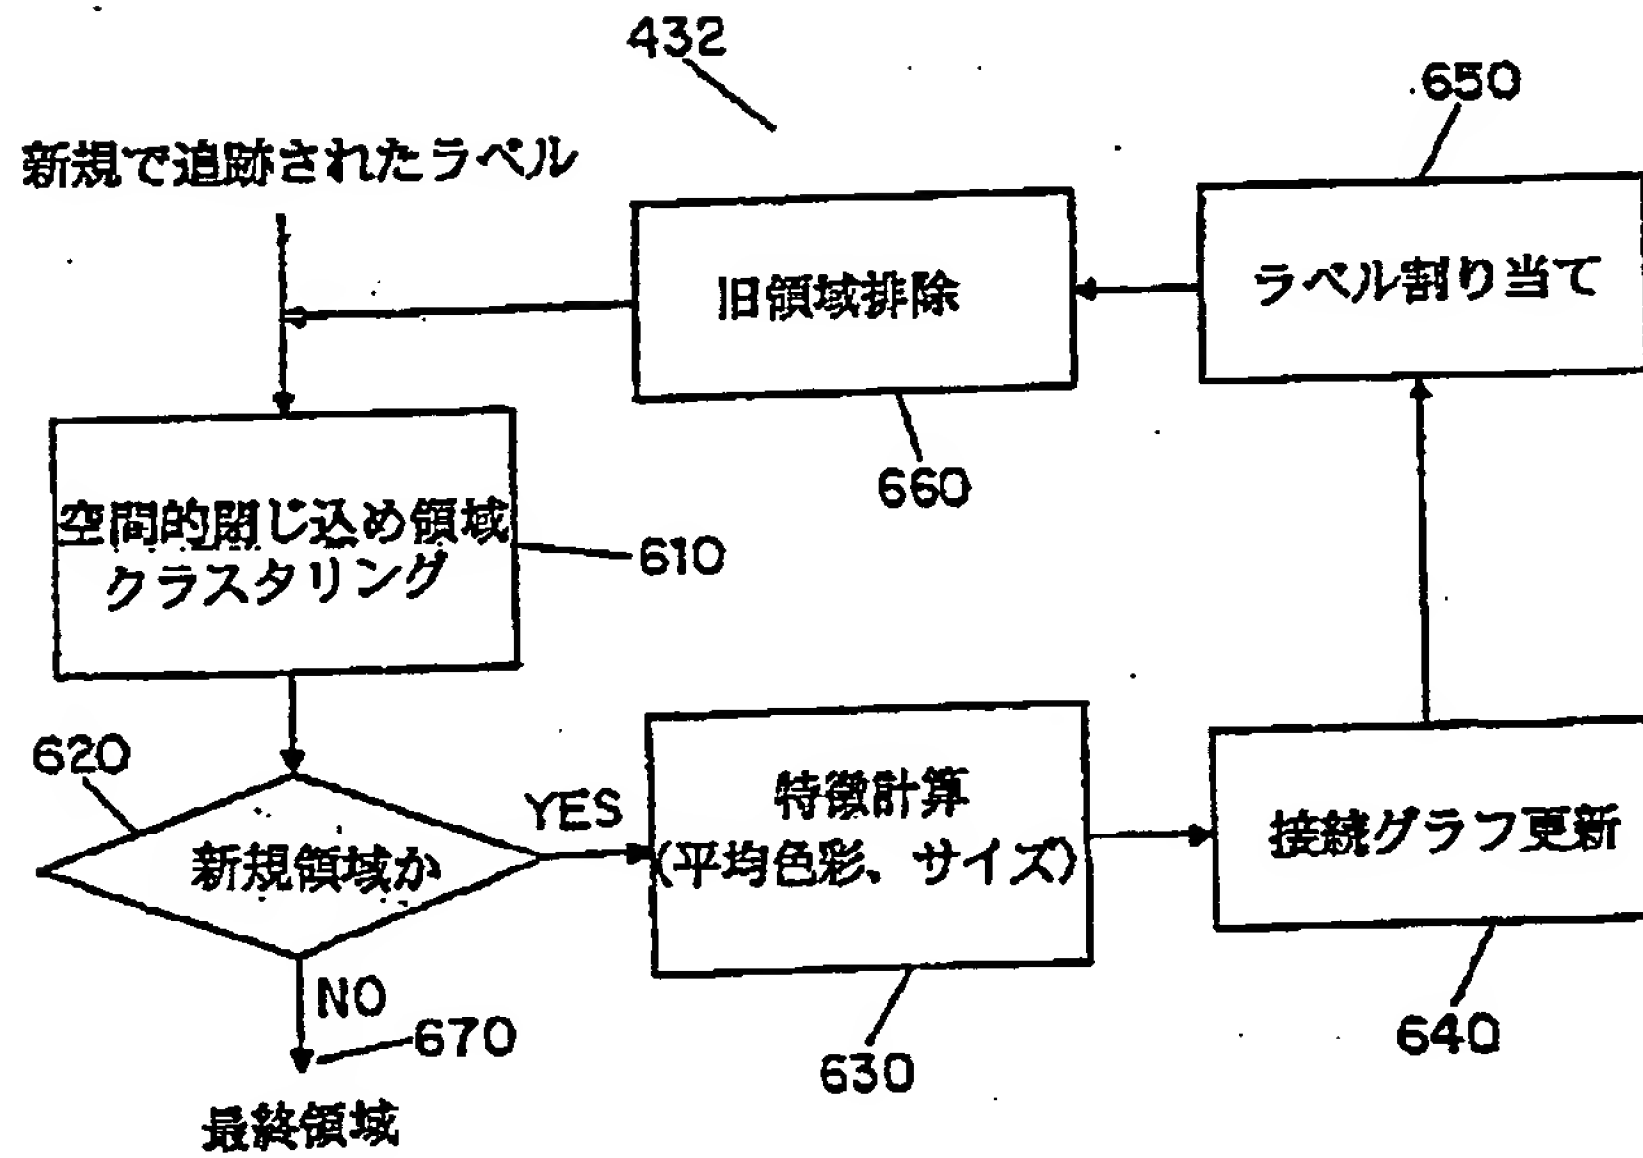 432
650
新規で追跡されたラベル
旧領域排除
ラベル割り当て
660
空間的閉じ込め領域
クラスタリング
610
620
新規領域か
YES
特徴計算
(平均色彩、サイズ)
接続グラフ更新
NO
670
630
640
最終領域